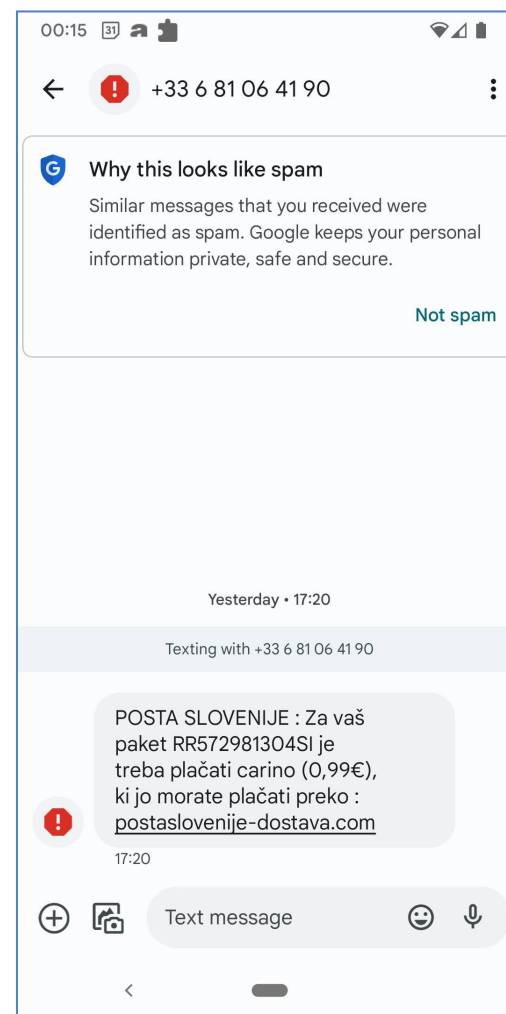 00:15 31 a
+33 6 81 06 41 90
Why this looks like spam
Similar messages that you received were
identified as spam. Google keeps your personal
information private, safe and secure.
Not spam
Yesterday • 17:20
Texting with +33 6 81 06 41 90
POSTA SLOVENIJE : Za vaš
paket RR572981304SI je
treba plačati carino (0,99€),
ki jo morate plačati preko :
postaslovenije-dostava.com
17:20
Text message